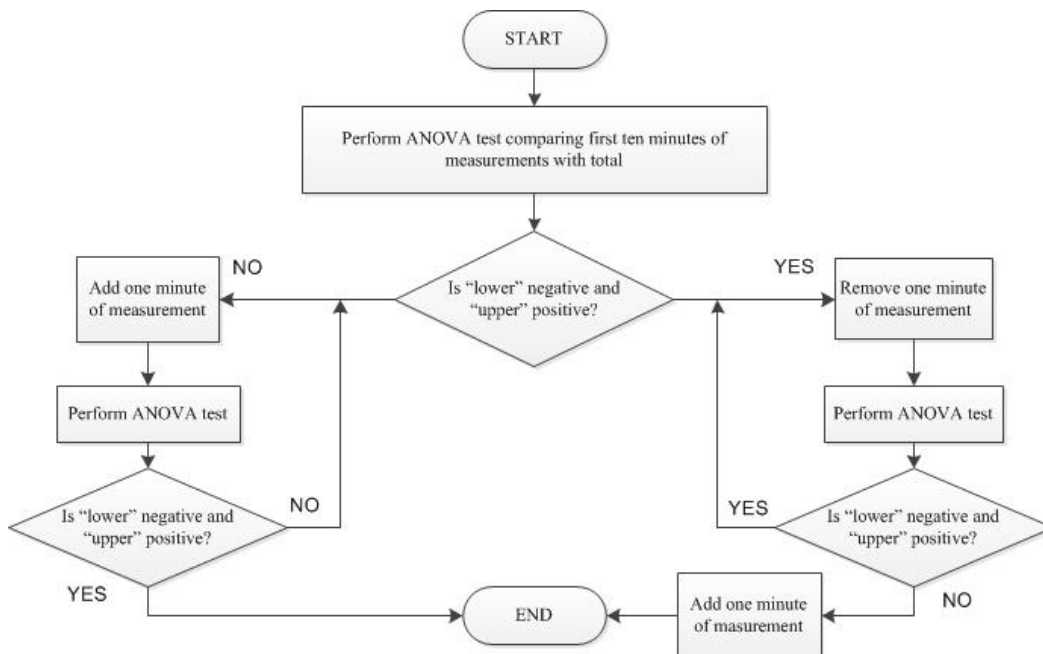 START
Perform ANOVA test comparing first ten minutes of
measurements with total
NO
YES
Is “lower” negative and
“upper” positive?
Add one minute
of measurement
Remove one minute
of measurement
Perform ANOVA test
Perform ANOVA test
Is “lower” negative and
“upper” positive?
NO
YES
Is “lower” negative and
“upper” positive?
YES
END
Add one minute
of masurement
NO